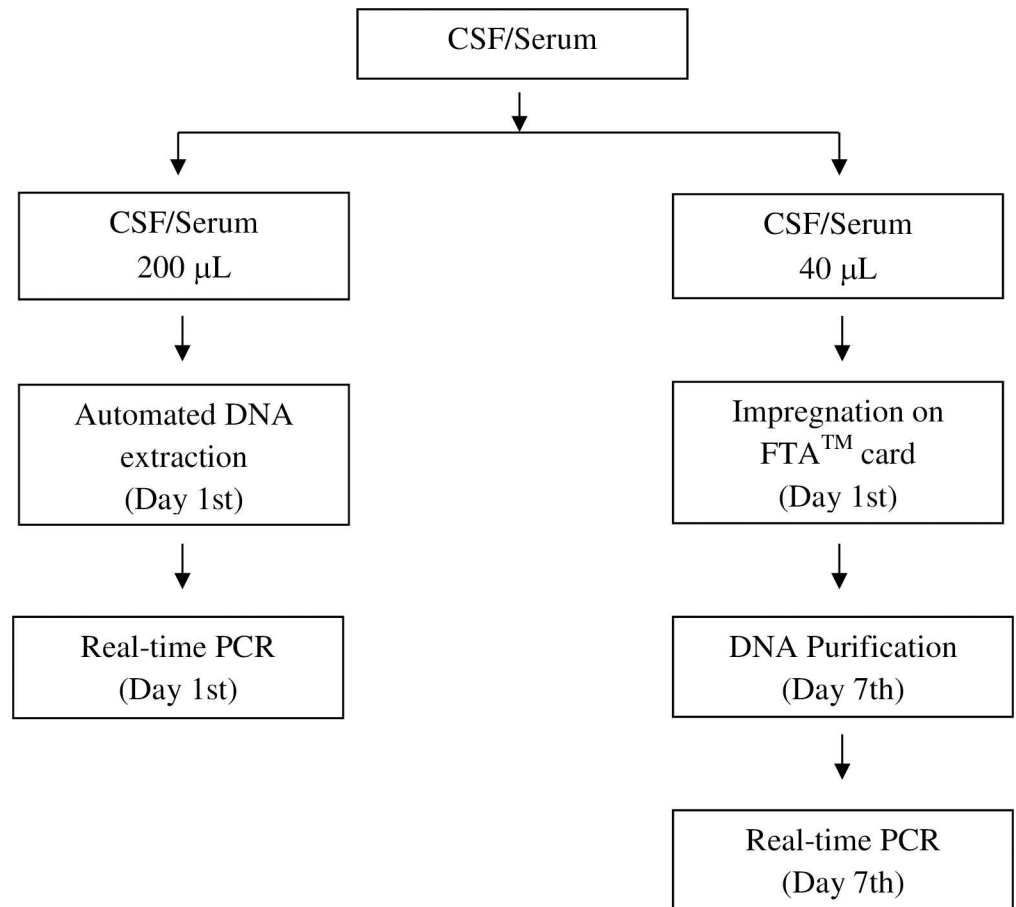 CSF/Serum
CSF/Serum
200 μL
Automated DNA
extraction
(Day 1st)
Real-time PCR
(Day 1st)
CSF/Serum
40 μL
Impregnation on
FTA™ card
(Day 1st)
DNA Purification
(Day 7th)
Real-time PCR
(Day 7th)